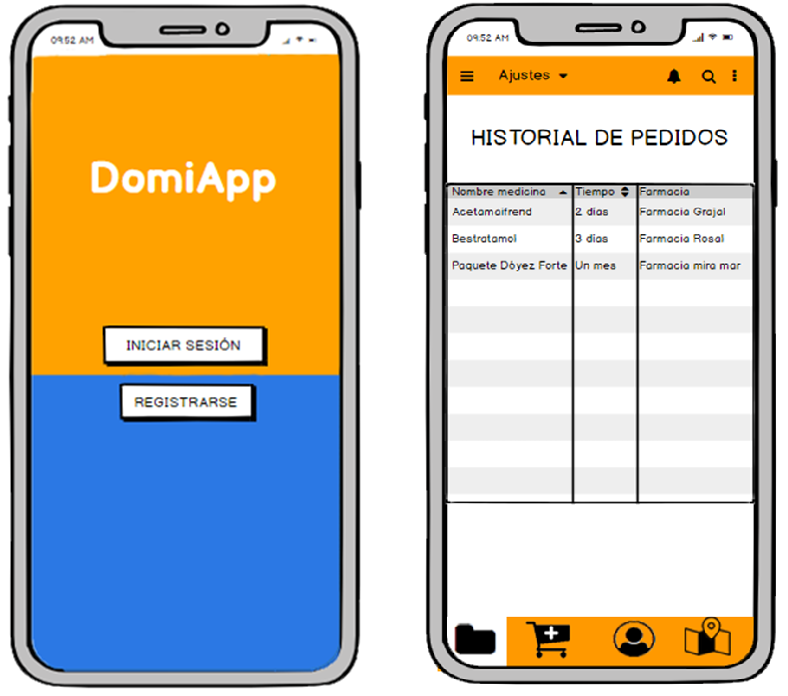 09:52 AM
DomiApp
INICIAR SESIÓN
REGISTRARSE
09:52 AM
Ajustes
HISTORIAL DE PEDIDOS
Nombre medicina Tiempo Farmacia
Acetamaifrend 2 dias Farmacia Grajal
Bestratamol 3 dias Farmacia Rosal
Paquete Dóyez Forte Un mes Farmacia mira mar